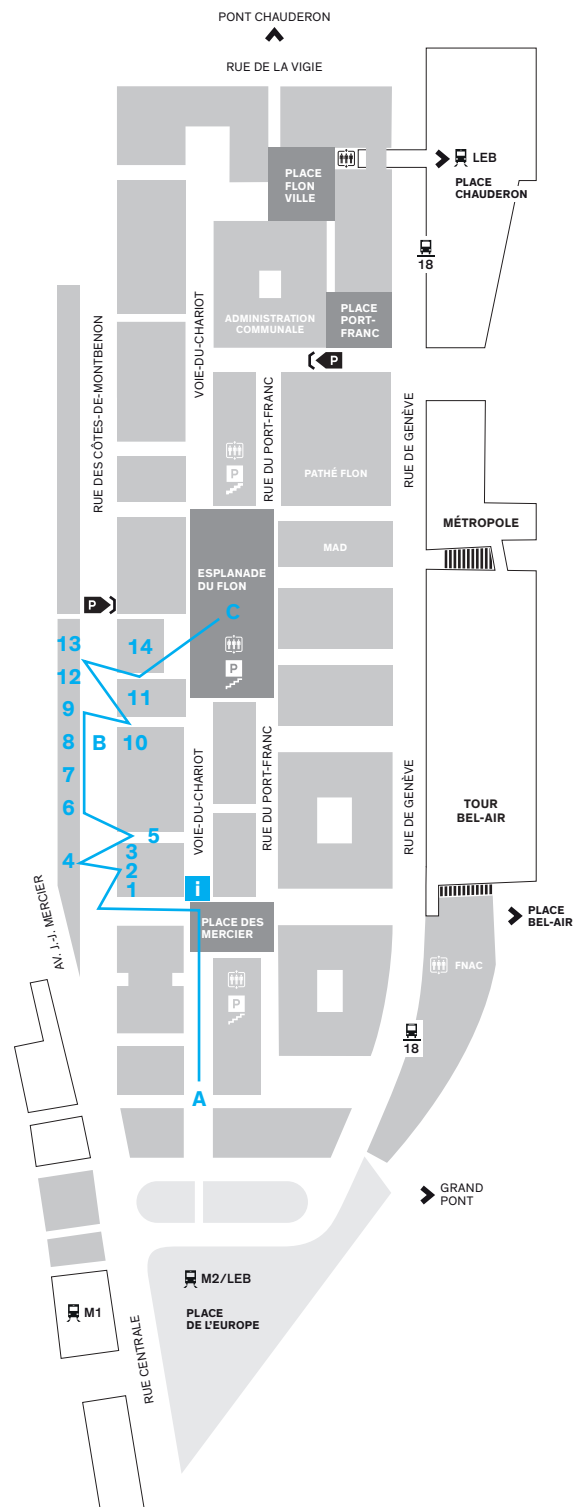 PONT CHAUDERON
RUE DE LA VIGIE
PLACE
FLON
VILLE
LEB
PLACE
CHAUDERON
18
ADMINISTRATION
COMMUNALE
PLACE
PORT-
FRANC
P
RUE DES CÔTES-DE-MONTBENON
VOIE-DU-CHARIOT
RUE DU PORT-FRANC
RUE DE GENÈVE
P
PATHÉ FLON
MÉTROPOLE
MAD
ESPLANADE
DU FLON
P
C
P
13
14
12
11
9
B
10
8
7
6
5
4
3
2
1
VOIE-DU-CHARIOT
RUE DU PORT-FRANC
RUE DE GENÈVE
TOUR
BEL-AIR
i
AV. J.-J. MERCIER
PLACE DES
MERCIER
PLACE
BEL-AIR
FNAC
P
18
A
GRAND
PONT
M2/LEB
PLACE
DE L'EUROPE
M1
RUE CENTRALE